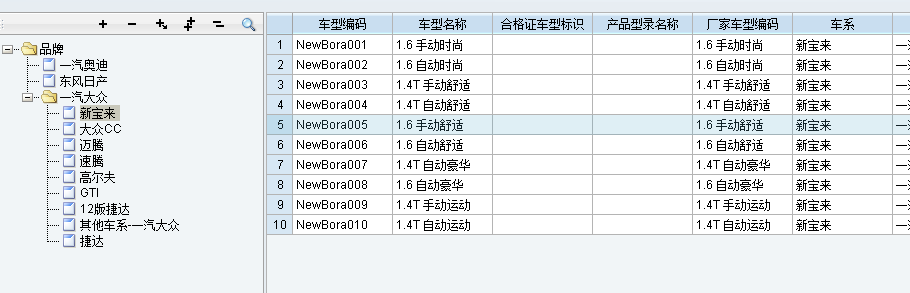 品牌
一汽奥迪
东风日产
一汽大众
新宝来
大众CC
迈腾
速腾
高尔夫
GTI
12版捷达
其他车系-一汽大众
捷达
车型编码 车型名称 合格证车型标识 产品型录名称 厂家车型编码 车系
1 NewBora001 1.6 手动时尚 1.6 手动时尚 新宝来 一
2 NewBora002 1.6 自动时尚 1.6 自动时尚 新宝来 一
3 NewBora003 1.4T 手动舒适 1.4T 手动舒适 新宝来 一
4 NewBora004 1.4T 自动舒适 1.4T 自动舒适 新宝来 一
5 NewBora005 1.6 手动舒适 1.6 手动舒适 新宝来 一
6 NewBora006 1.6 自动舒适 1.6 自动舒适 新宝来 一
7 NewBora007 1.4T 自动豪华 1.4T 自动豪华 新宝来 一
8 NewBora008 1.6 自动豪华 1.6 自动豪华 新宝来 一
9 NewBora009 1.4T 手动运动 1.4T 手动运动 新宝来 一
10 NewBora010 1.4T 自动运动 1.4T 自动运动 新宝来 一